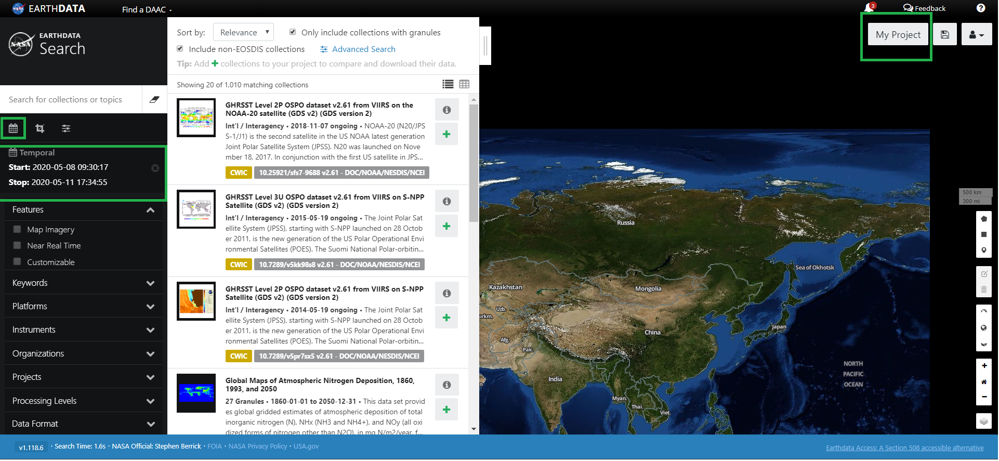 EARTHDATA
Find a DAAC
3
Feedback
?
EARTHDATA
Search
NASA
Search for collections or topics
Temporal
Start: 2020-05-08 09:30:17
Stop: 2020-05-11 17:34:55
Features
Map Imagery
Near Real Time
Customizable
Keywords
Platforms
Instruments
Organizations
Projects
Processing Levels
Data Format
Sort by: Relevance
Only include collections with granules
Include non-EOSDIS collections
Advanced Search
Tip: Add + collections to your project to compare and download their data.
Showing 20 of 1,010 matching collections
GHRSST Level 2P OSPO dataset v2.61 from VIIRS on the
NOAA-20 satellite (GDS v2) (GDS version 2)
Int'l / Interagency • 2018-11-07 ongoing • NOAA-20 (N20/JPS
S-1/J1) is the second satellite in the US NOAA latest generation
Joint Polar Satellite System (JPSS). N20 was launched on Nove
mber 18, 2017. In conjunction with the first US satellite in JPS...
CWIC 10.25921/sfs7-9688 v2.61 - DOC/NOAA/NESDIS/NCEI
GHRSST Level 3U OSPO dataset v2.61 from VIIRS on S-NPP
Satellite (GDS v2) (GDS version 2)
Int'l / Interagency • 2015-05-19 ongoing • The Joint Polar Sat
ellite System (JPSS), starting with S-NPP launched on 28 Octob
er 2011, is the new generation of the US Polar Operational Envi
ronmental Satellites (POES). The Suomi National Polar-orbitin...
CWIC 10.7289/v5kk98s8 v2.61 - DOC/NOAA/NESDIS/NCEI
GHRSST Level 2P OSPO dataset v2.61 from VIIRS on S-NPP
Satellite (GDS v2) (GDS version 2)
Int'l / Interagency • 2014-05-19 ongoing • The Joint Polar Sat
ellite System (JPSS), starting with S-NPP launched on 28 Octob
er 2011, is the new generation of the US Polar Operational Envi
ronmental Satellites (POES). The Suomi National Polar-orbitin...
CWIC 10.7289/v5pr7sx5 v2.61 - DOC/NOAA/NESDIS/NCEI
Global Maps of Atmospheric Nitrogen Deposition, 1860,
1993, and 2050
27 Granules • 1860-01-01 to 2050-12-31 • This data set provid
es global gridded estimates of atmospheric deposition of total
inorganic nitrogen (N), NHx (NH3 and NH4+), and NOy (all oxi
dized forms of nitrogen other than N2O), in mg N/m2/year, f...
My Project
500 km
300 mi
Russia
Sea of Okhotsk
Kazakhstan
Mongolia
Uzb.
urkm.
China
Japan
Afg.
Pak.
India
Myan.
Thai.
Viet.
NORTH
PACIFIC
OCEAN
v1.118.6 · Search Time: 1.6s · NASA Official: Stephen Berrick · FOIA · NASA Privacy Policy · USA.gov
Earthdata Access: A Section 508 accessible alternative